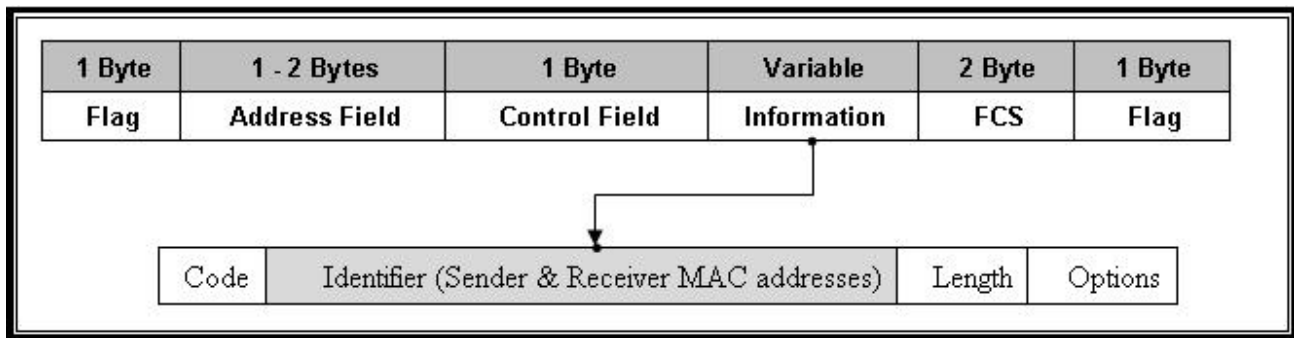 1 Byte 1 - 2 Bytes 1 Byte Variable 2 Byte 1 Byte
Flag Address Field Control Field Information FCS Flag
Code Identifier (Sender & Receiver MAC addresses) Length Options